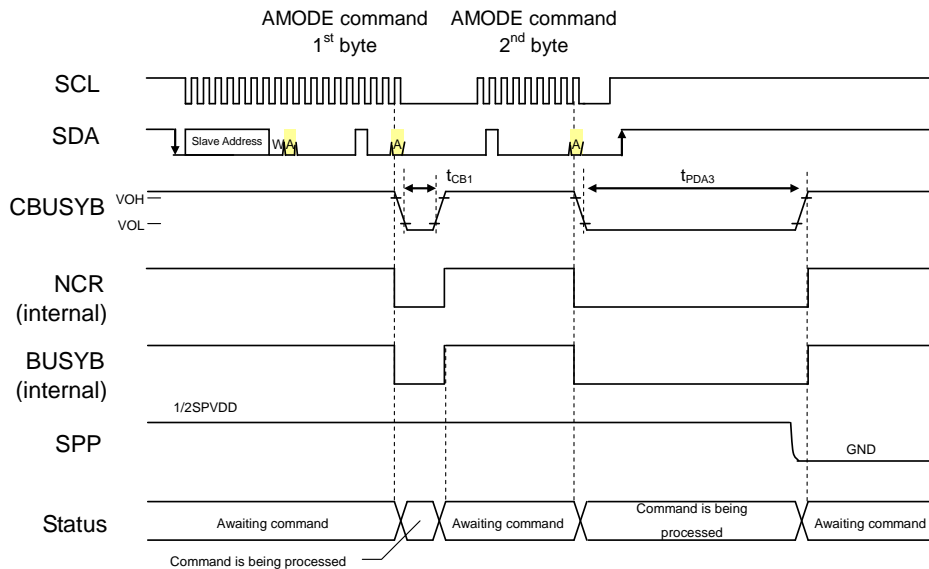 AMODE command
1st byte
AMODE command
2nd byte
SCL
SDA
Slave Address
W
A
A
A
CBUSYB
VOH
VOL
tCB1
tPDA3
NCR
(internal)
BUSYB
(internal)
1/2SPVDD
SPP
GND
Status
Awaiting command
Awaiting command
Command is being
processed
Awaiting command
Command is being processed